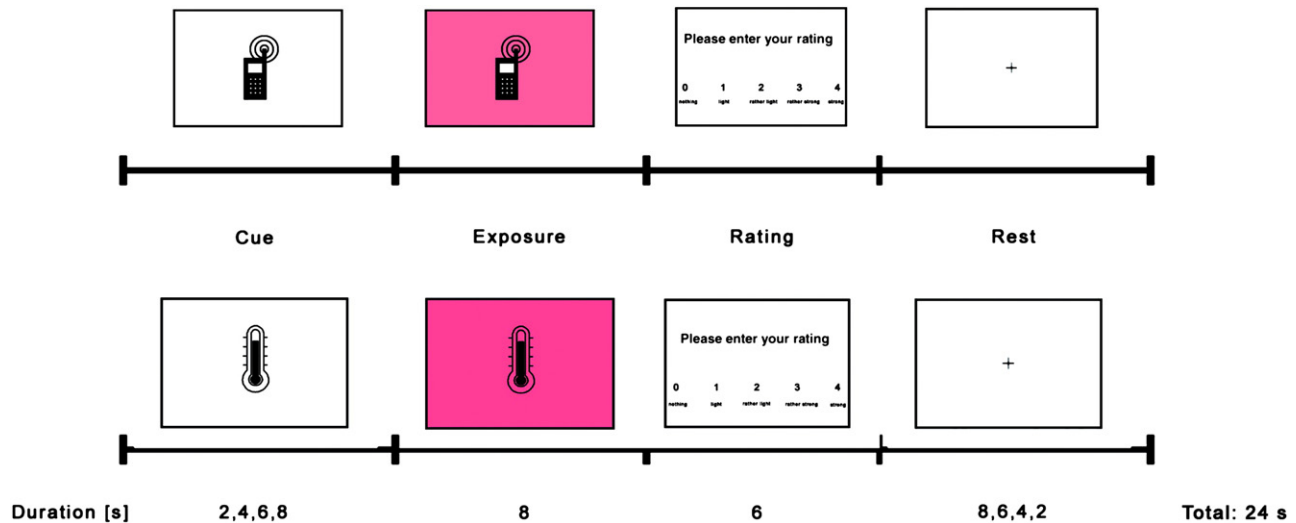 Please enter your rating
0 1 2 3 4
nothing light rather light rather strong strong
Cue Exposure Rating Rest
Please enter your rating
0 1 2 3 4
nothing light rather light rather strong strong
Duration [s] 2,4,6,8 8 6 8,6,4,2 Total: 24 s